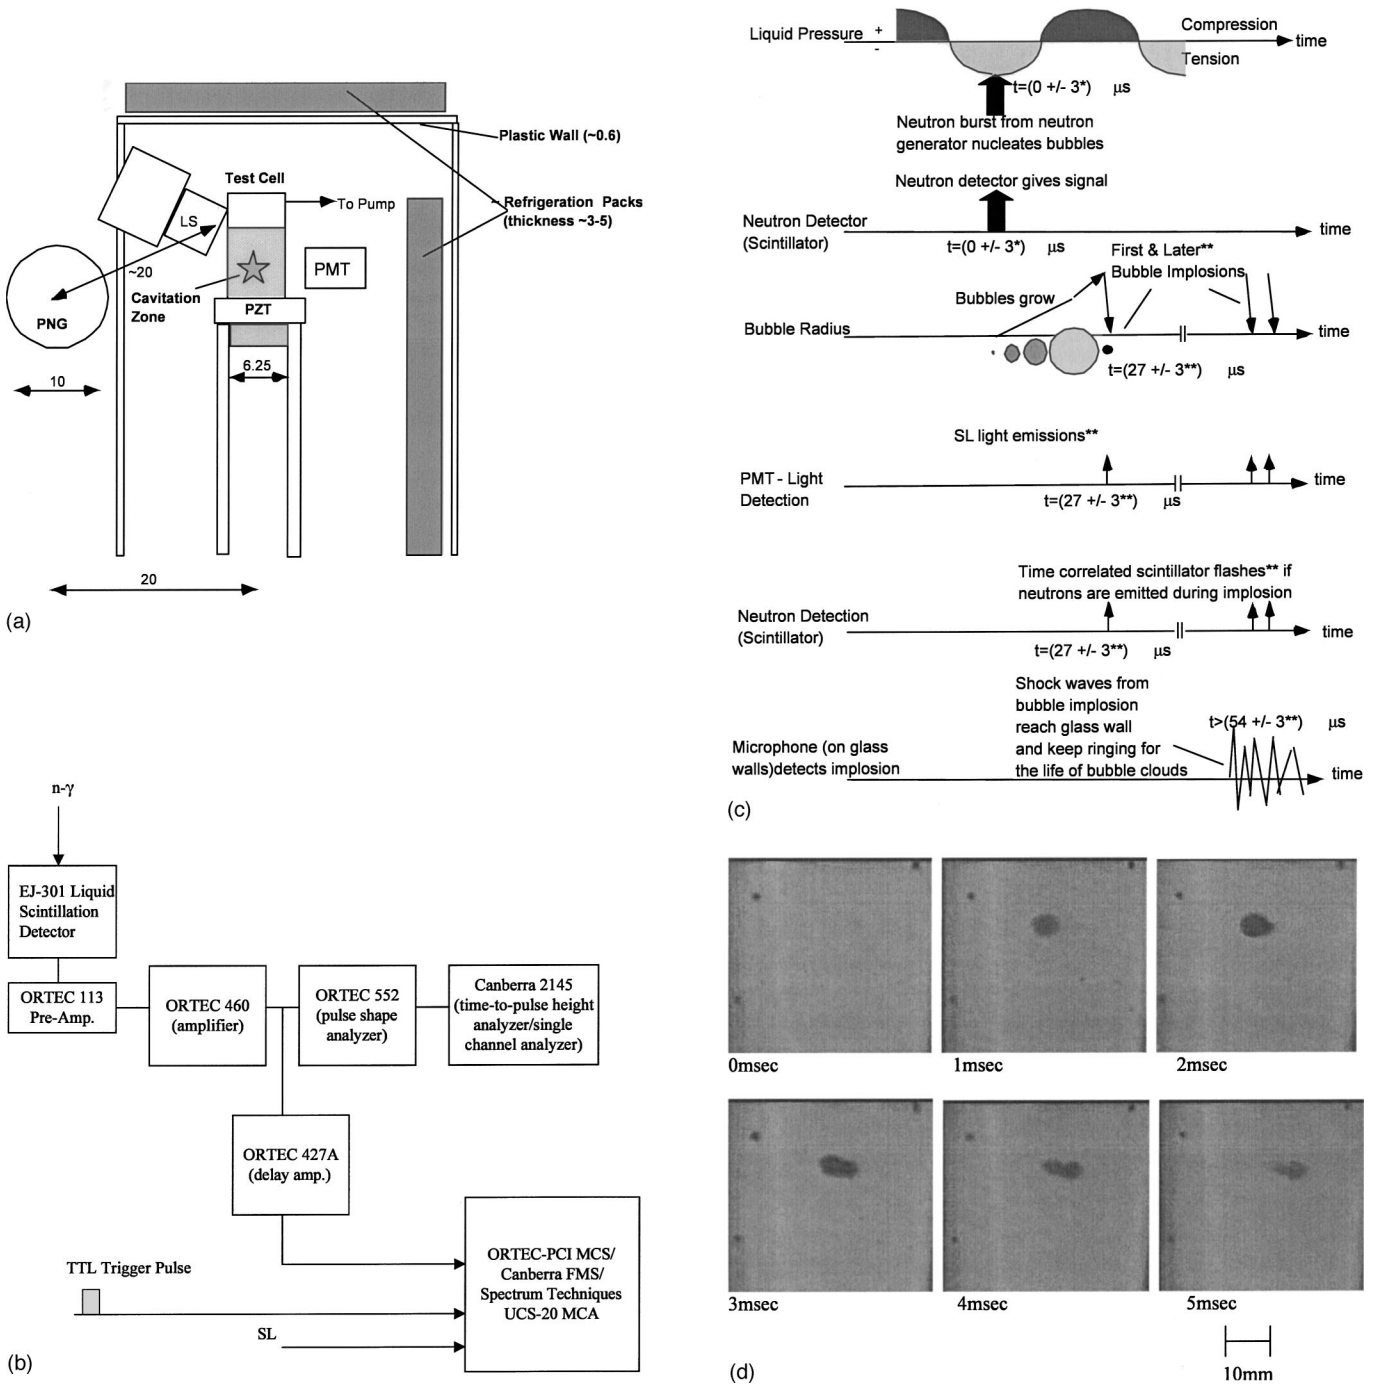 Plastic Wall (~0.6)
Test Cell
To Pump
~ Refrigeration Packs
(thickness ~3-5)
LS
~20
PMT
Cavitation
Zone
PNG
PZT
6.25
10
20
(a)
n-γ
EJ-301 Liquid
Scintillation
Detector
ORTEC 113
Pre-Amp.
ORTEC 460
(amplifier)
ORTEC 552
(pulse shape
analyzer)
Canberra 2145
(time-to-pulse height
analyzer/single
channel analyzer)
ORTEC 427A
(delay amp.)
TTL Trigger Pulse
SL
ORTEC-PCI MCS/
Canberra FMS/
Spectrum Techniques
UCS-20 MCA
(b)
Liquid Pressure
+
-
Compression
time
Tension
t=(0 +/- 3*) μs
Neutron burst from neutron
generator nucleates bubbles
Neutron detector gives signal
Neutron Detector
(Scintillator)
time
t=(0 +/- 3*) μs
First & Later**
Bubble Implosions
Bubbles grow
Bubble Radius
time
t=(27 +/- 3**) μs
SL light emissions**
PMT - Light
Detection
time
t=(27 +/- 3**) μs
Time correlated scintillator flashes** if
neutrons are emitted during implosion
Neutron Detection
(Scintillator)
time
t=(27 +/- 3**) μs
Shock waves from
bubble implosion
reach glass wall
and keep ringing for
the life of bubble clouds
t>(54 +/- 3**) μs
Microphone (on glass
walls)detects implosion
time
(c)
0msec
1msec
2msec
3msec
4msec
5msec
10mm
(d)